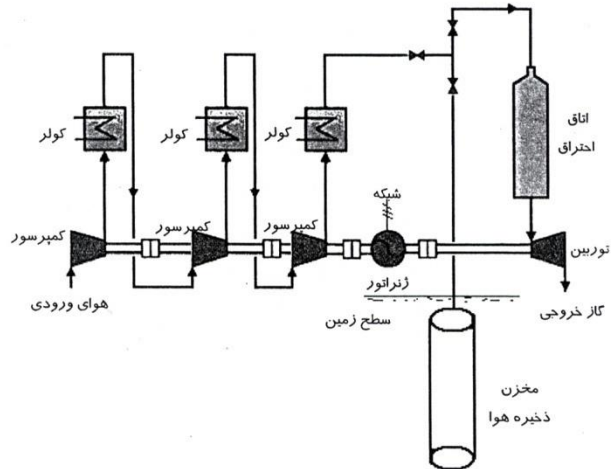 کولر
کولر
کولر
اتاق
احتراق
شبکه
کمپرسور
کمپرسور
کمپرسور
توربین
هوای ورودی
ژنراتور
سطح زمین
گاز خروجی
مخزن
ذخیره هوا